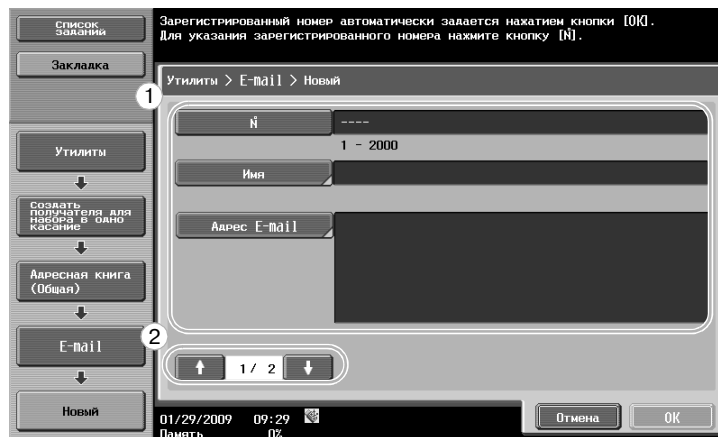 Список
заданий
Закладка
Зарегистрированный номер автоматически задается нажатием кнопки [OK].
Для указания зарегистрированного номера нажмите кнопку [№].
Утилиты > E-mail > Новый
1
№
----
1 - 2000
Имя
Адрес E-mail
Утилиты
Создать
получателя для
набора в одно
касание
Адресная книга
(Общая)
E-mail
Новый
2
1/ 2
01/29/2009 09:29
Память 0%
Отмена
OK